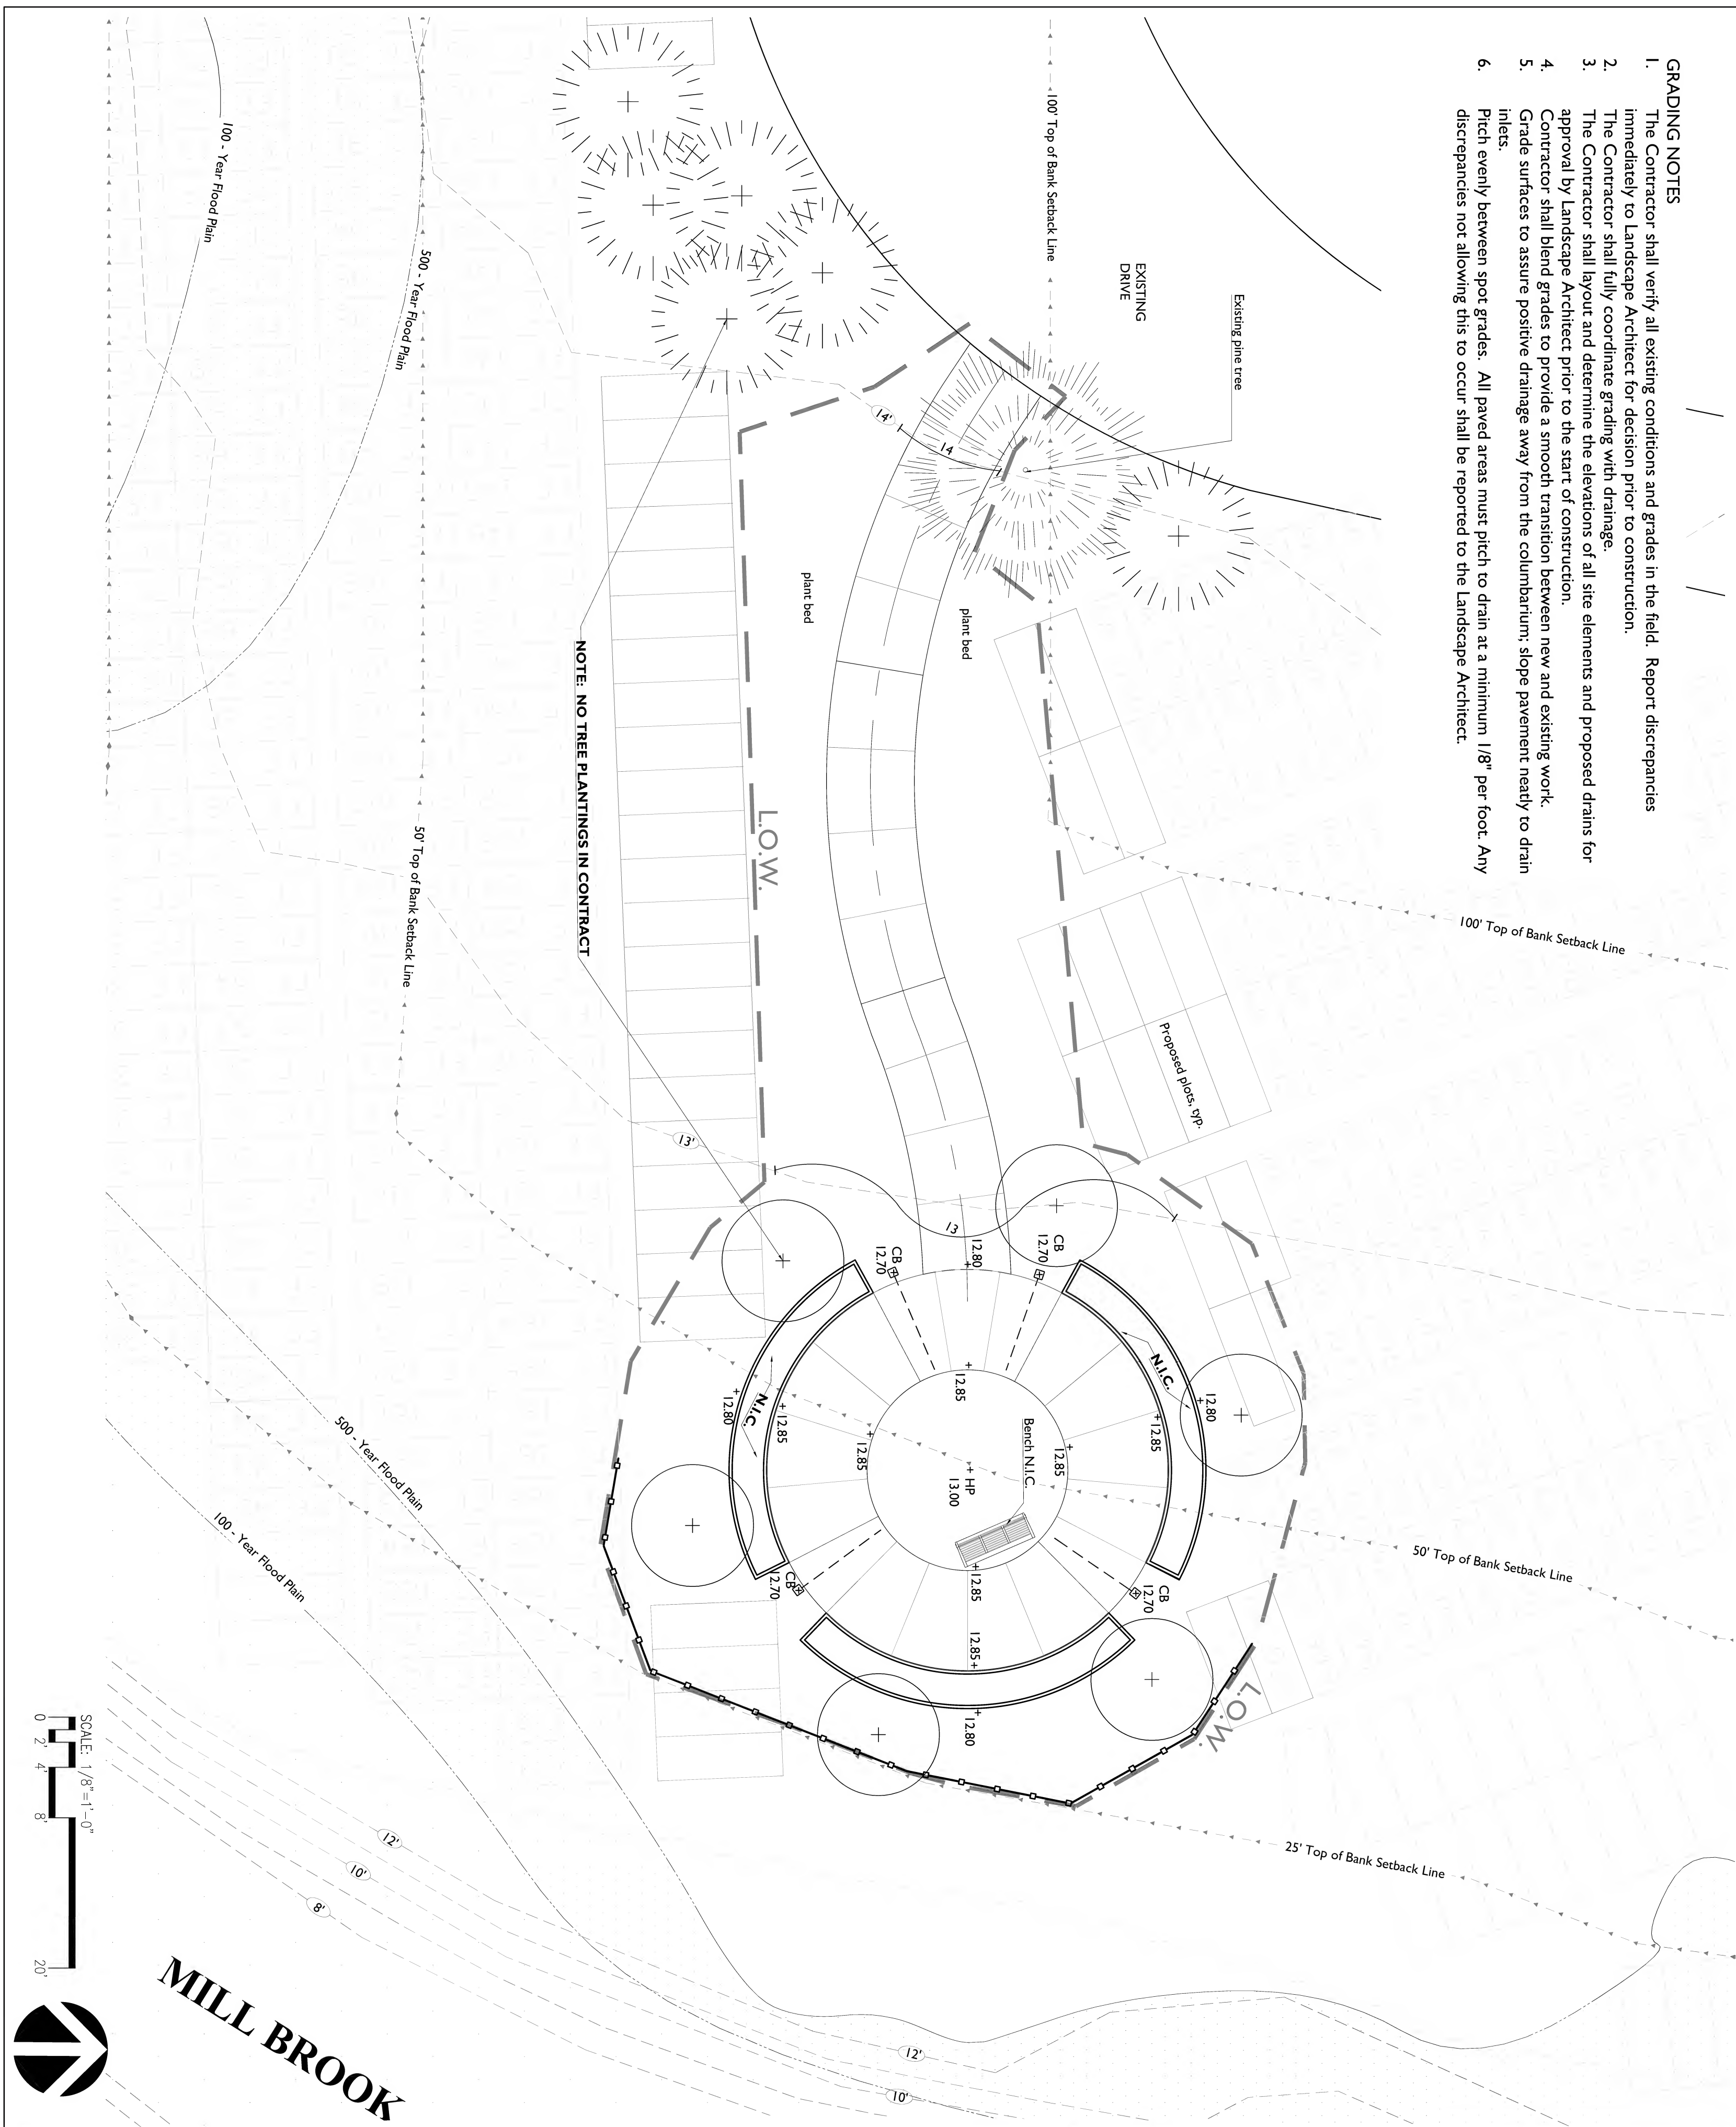 GRADING NOTES
1. The Contractor shall verify all existing conditions and grades in the field. Report discrepancies
immediately to Landscape Architect for decision prior to construction.
2. The Contractor shall fully coordinate grading with drainage.
3. The Contractor shall layout and determine the elevations of all site elements and proposed drains for
approval by Landscape Architect prior to the start of construction.
4. Contractor shall blend grades to provide a smooth transition between new and existing work.
5. Grade surfaces to assure positive drainage away from the columbarium; slope pavement neatly to drain
inlets.
6. Pitch evenly between spot grades. All paved areas must pitch to drain at a minimum 1/8" per foot. Any
discrepancies not allowing this to occur shall be reported to the Landscape Architect.
100' Top of Bank Setback Line
EXISTING
DRIVE
Existing pine tree
100 - Year Flood Plain
500 - Year Flood Plain
14'
14
plant bed
plant bed
NOTE: NO TREE PLANTINGS IN CONTRACT
L.O.W.
50' Top of Bank Setback Line
100' Top of Bank Setback Line
Proposed plots, typ.
13'
13
CB
12.70
12.80
CB
12.70
N.I.C.
12.80
12.85
12.85
N.I.C.
12.80
12.85
12.85
12.85
Bench N.I.C.
HP
13.00
12.85
CB
12.70
CB
12.70
12.85
12.80
50' Top of Bank Setback Line
L.O.W.
500 - Year Flood Plain
100 - Year Flood Plain
25' Top of Bank Setback Line
12'
10'
8'
12'
10'
SCALE: 1/8"=1'-0"
0 2' 4' 8' 20'
MILL BROOK